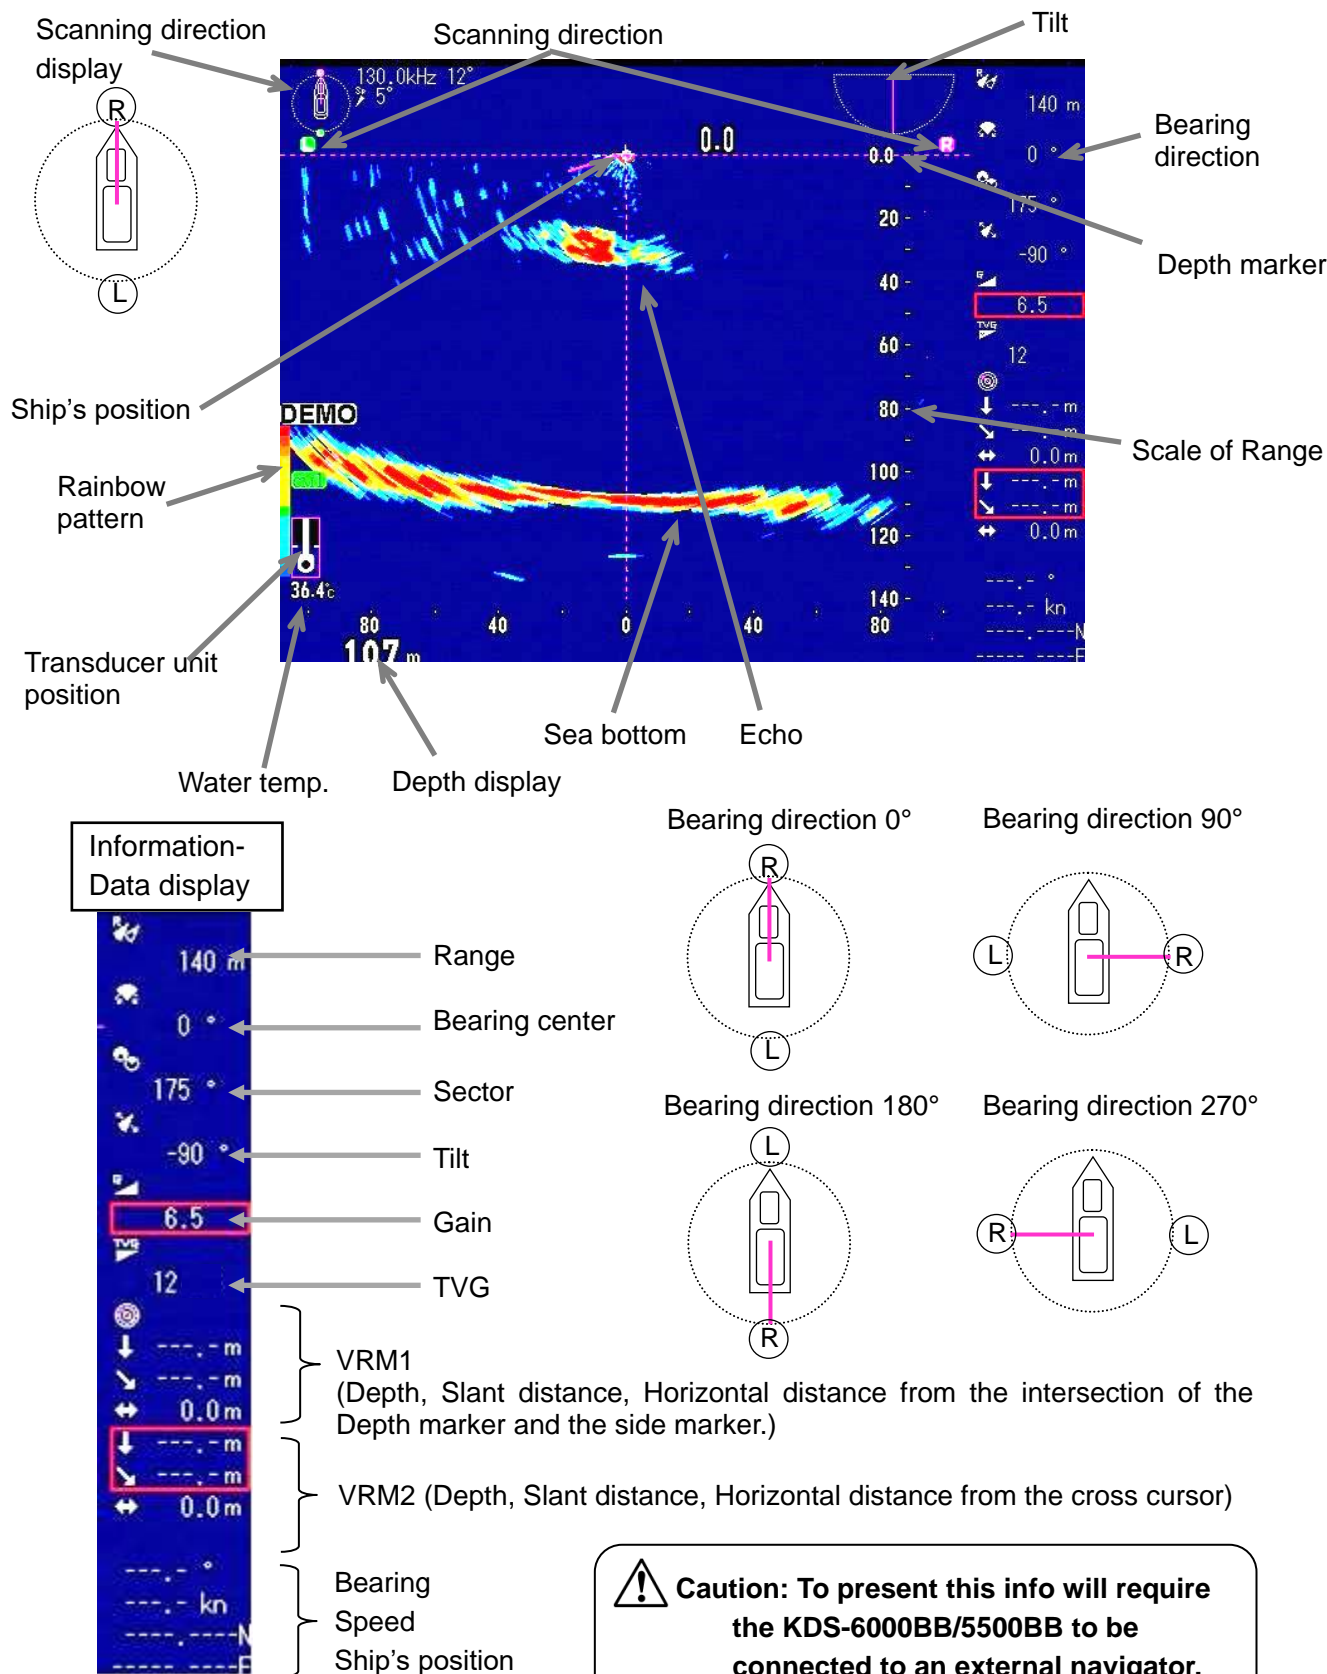 Scanning direction
display
Scanning direction
Tilt
R
L
130.0kHz 12°
5°
L
0.0
R
0.0
20
40
60
80
100
120
140
140 m
0 °
175 °
-90 °
6.5
TVG
12
---.- m
---.- m
0.0 m
---.- m
---.- m
0.0 m
---.- °
---.- kn
----.----N
----- ----E
Bearing
direction
Depth marker
Scale of Range
Ship's position
DEMO
Rainbow
pattern
36.4°c
80 40 0 40 80
107 m
Transducer unit
position
Sea bottom
Echo
Water temp.
Depth display
Information-
Data display
140 m
Range
0 °
Bearing center
175 °
Sector
-90 °
Tilt
6.5
Gain
TVG
12
TVG
---.- m
---.- m
0.0 m
VRM1
(Depth, Slant distance, Horizontal distance from the intersection of the
Depth marker and the side marker.)
---.- m
---.- m
0.0 m
VRM2 (Depth, Slant distance, Horizontal distance from the cross cursor)
---.- °
---.- kn
----.----N
----- ----E
Bearing
Speed
Ship's position
Bearing direction 0°
R
L
Bearing direction 90°
L
R
Bearing direction 180°
L
R
Bearing direction 270°
R
L
Caution: To present this info will require
the KDS-6000BB/5500BB to be
connected to an external navigator.